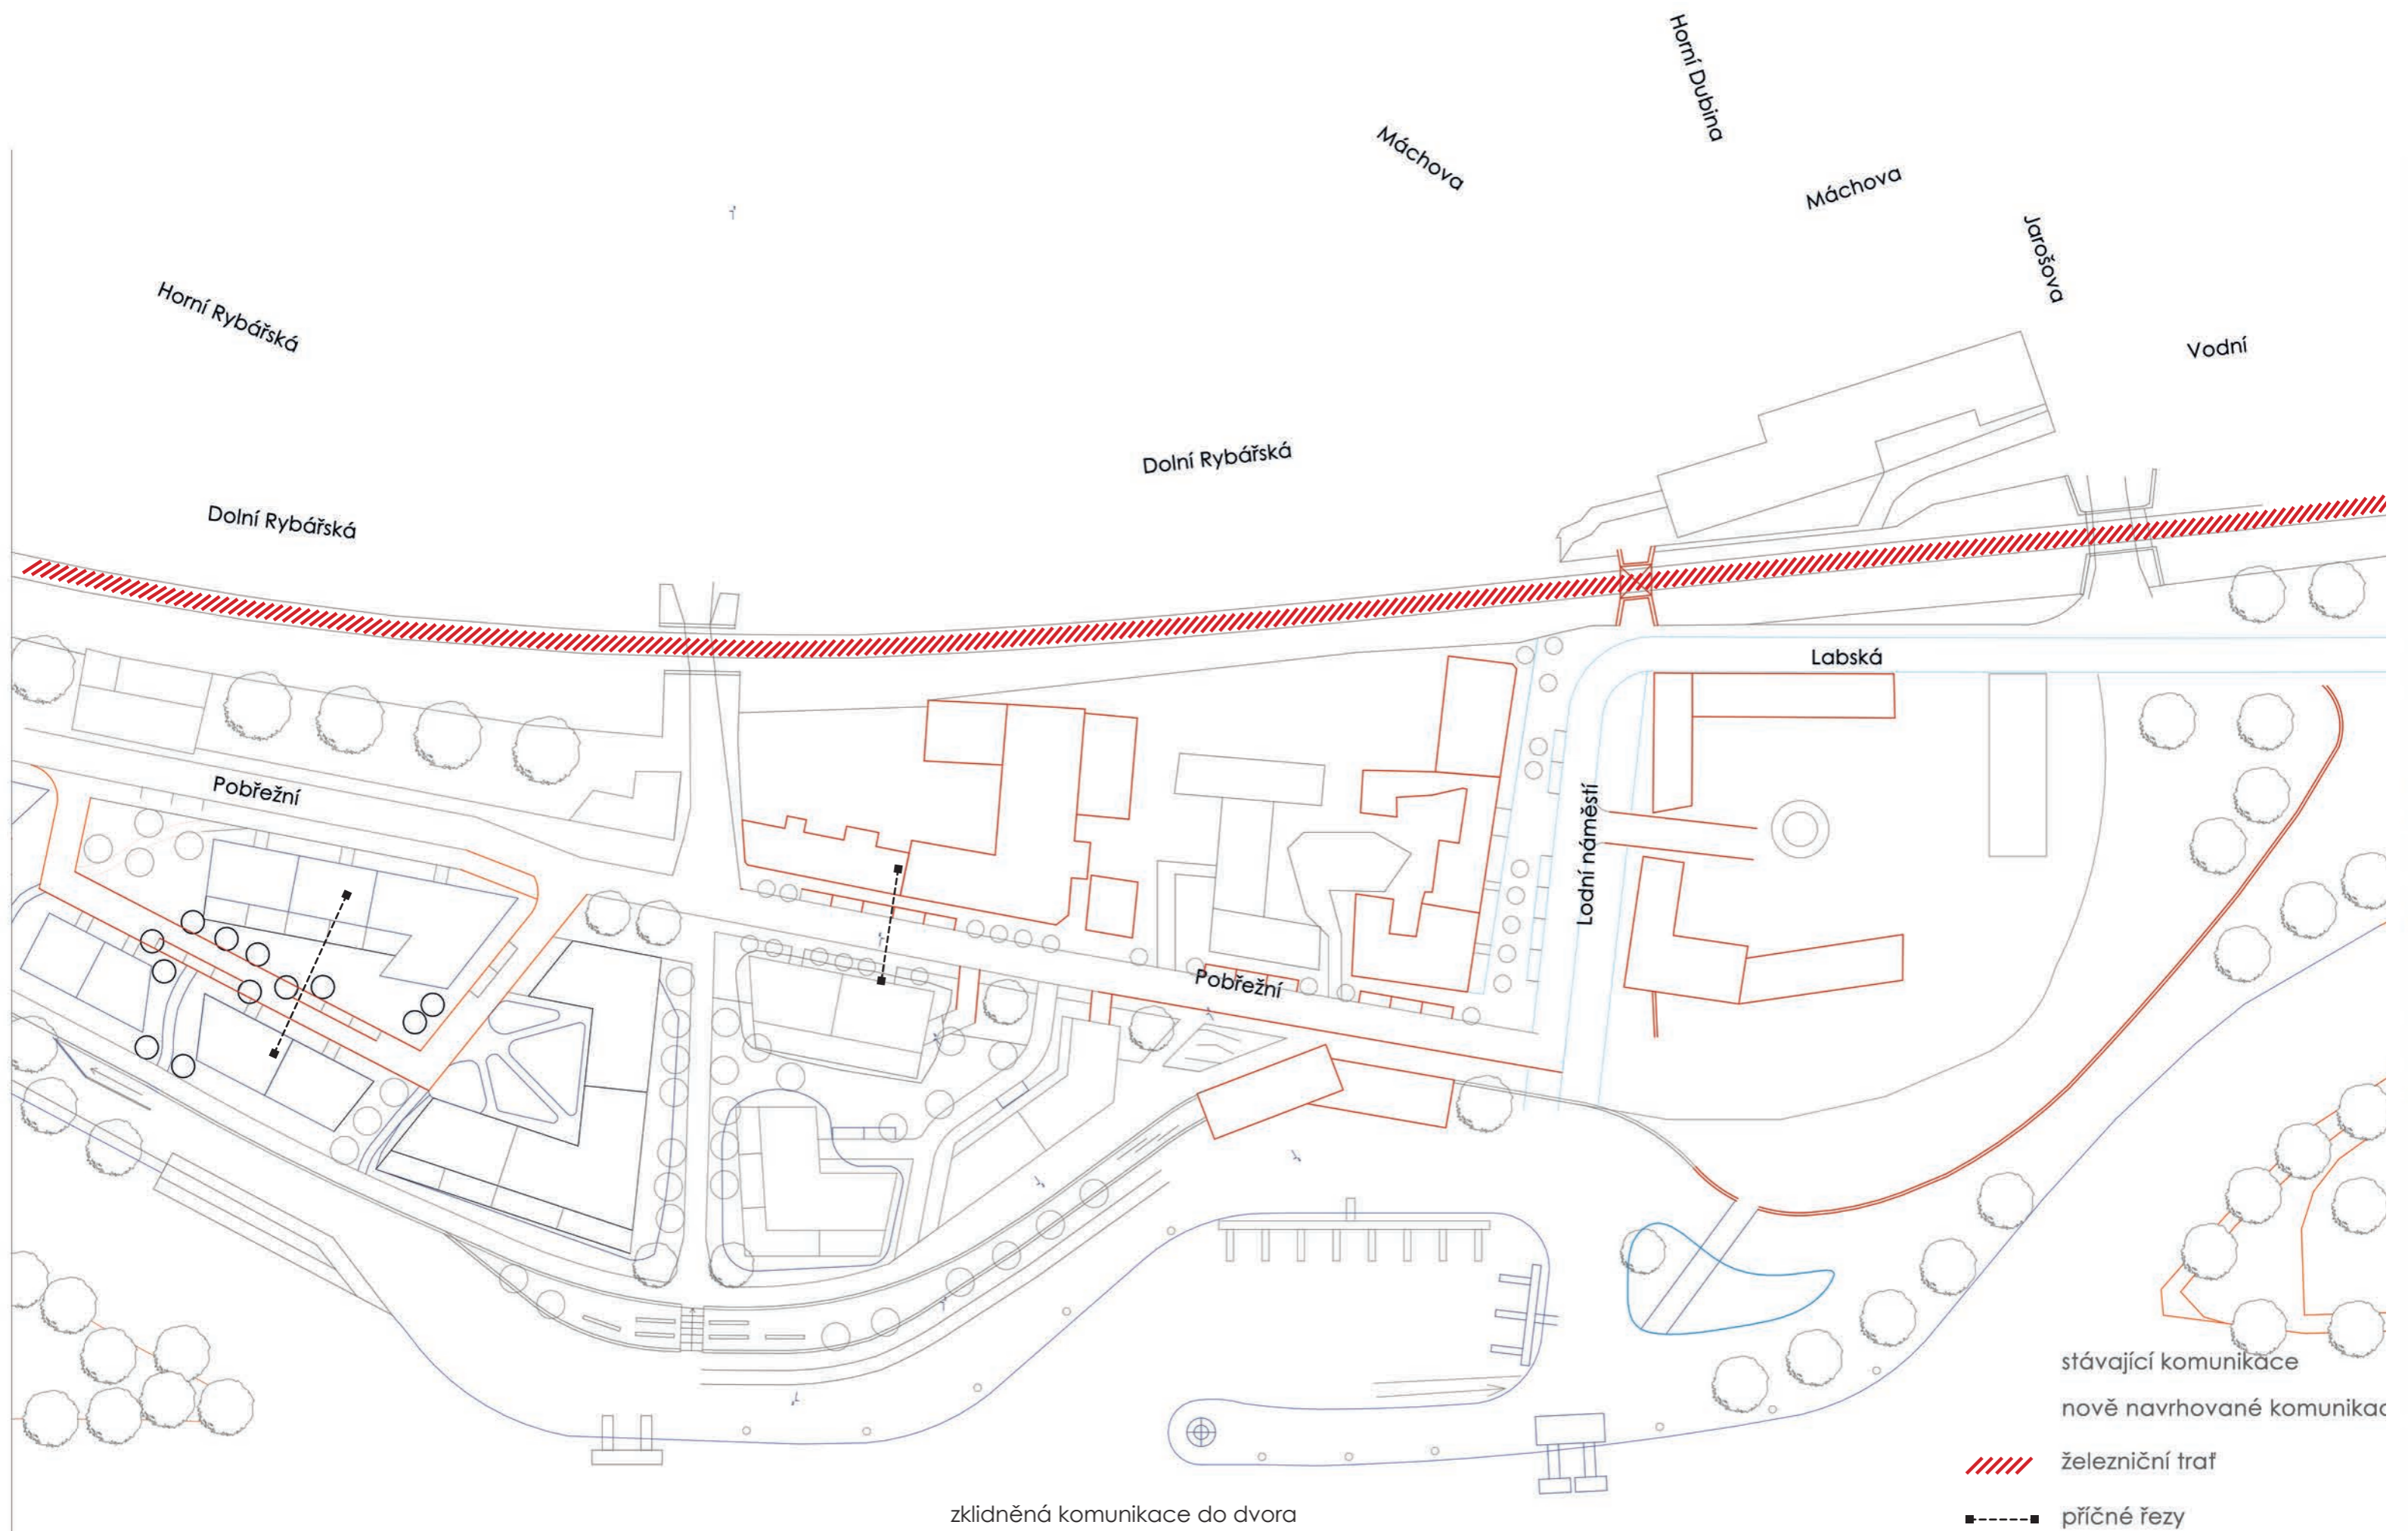 Horní Dubina
Máchova
Máchova
Jarošova
Horní Rybářská
Vodní
Dolní Rybářská
Dolní Rybářská
Labská
Pobřežní
Lodní náměstí
Pobřežní
stávající komunikace
nově navrhované komunikac
železniční trať
příčné řezy
zklidněná komunikace do dvora